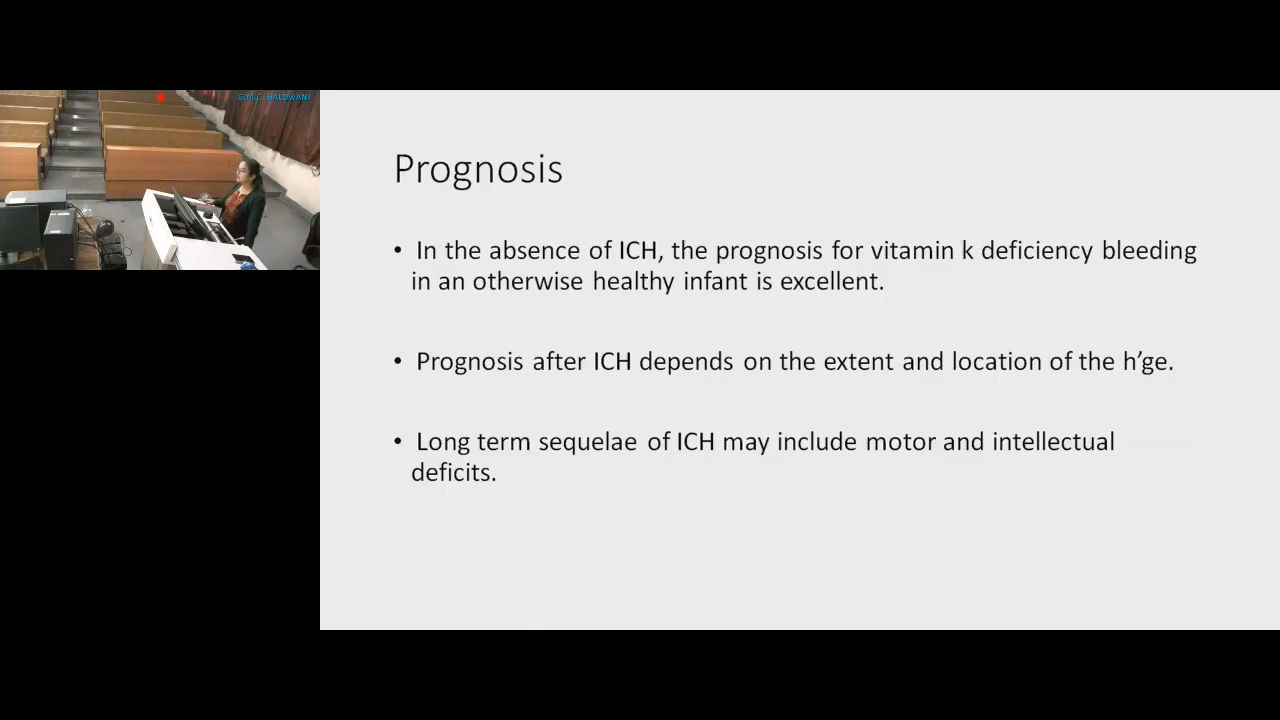 G.M.C. HALDWANI
Prognosis
• In the absence of ICH, the prognosis for vitamin k deficiency bleeding
in an otherwise healthy infant is excellent.
• Prognosis after ICH depends on the extent and location of the h’ge.
• Long term sequelae of ICH may include motor and intellectual
deficits.